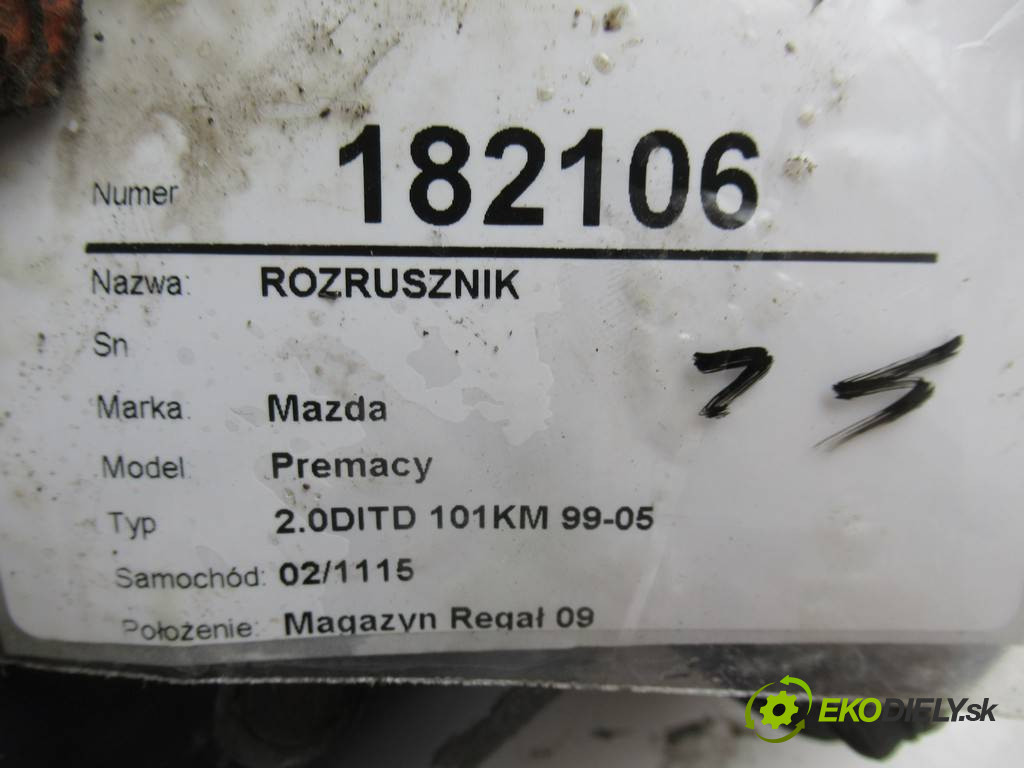 Numer 182106
Nazwa: ROZRUSZNIK
Sn
Marka: Mazda
Model: Premacy
Typ 2.0DITD 101KM 99-05
Samochód: 02/1115
Położenie: Magazyn Regał 09
EKODIELY.sk